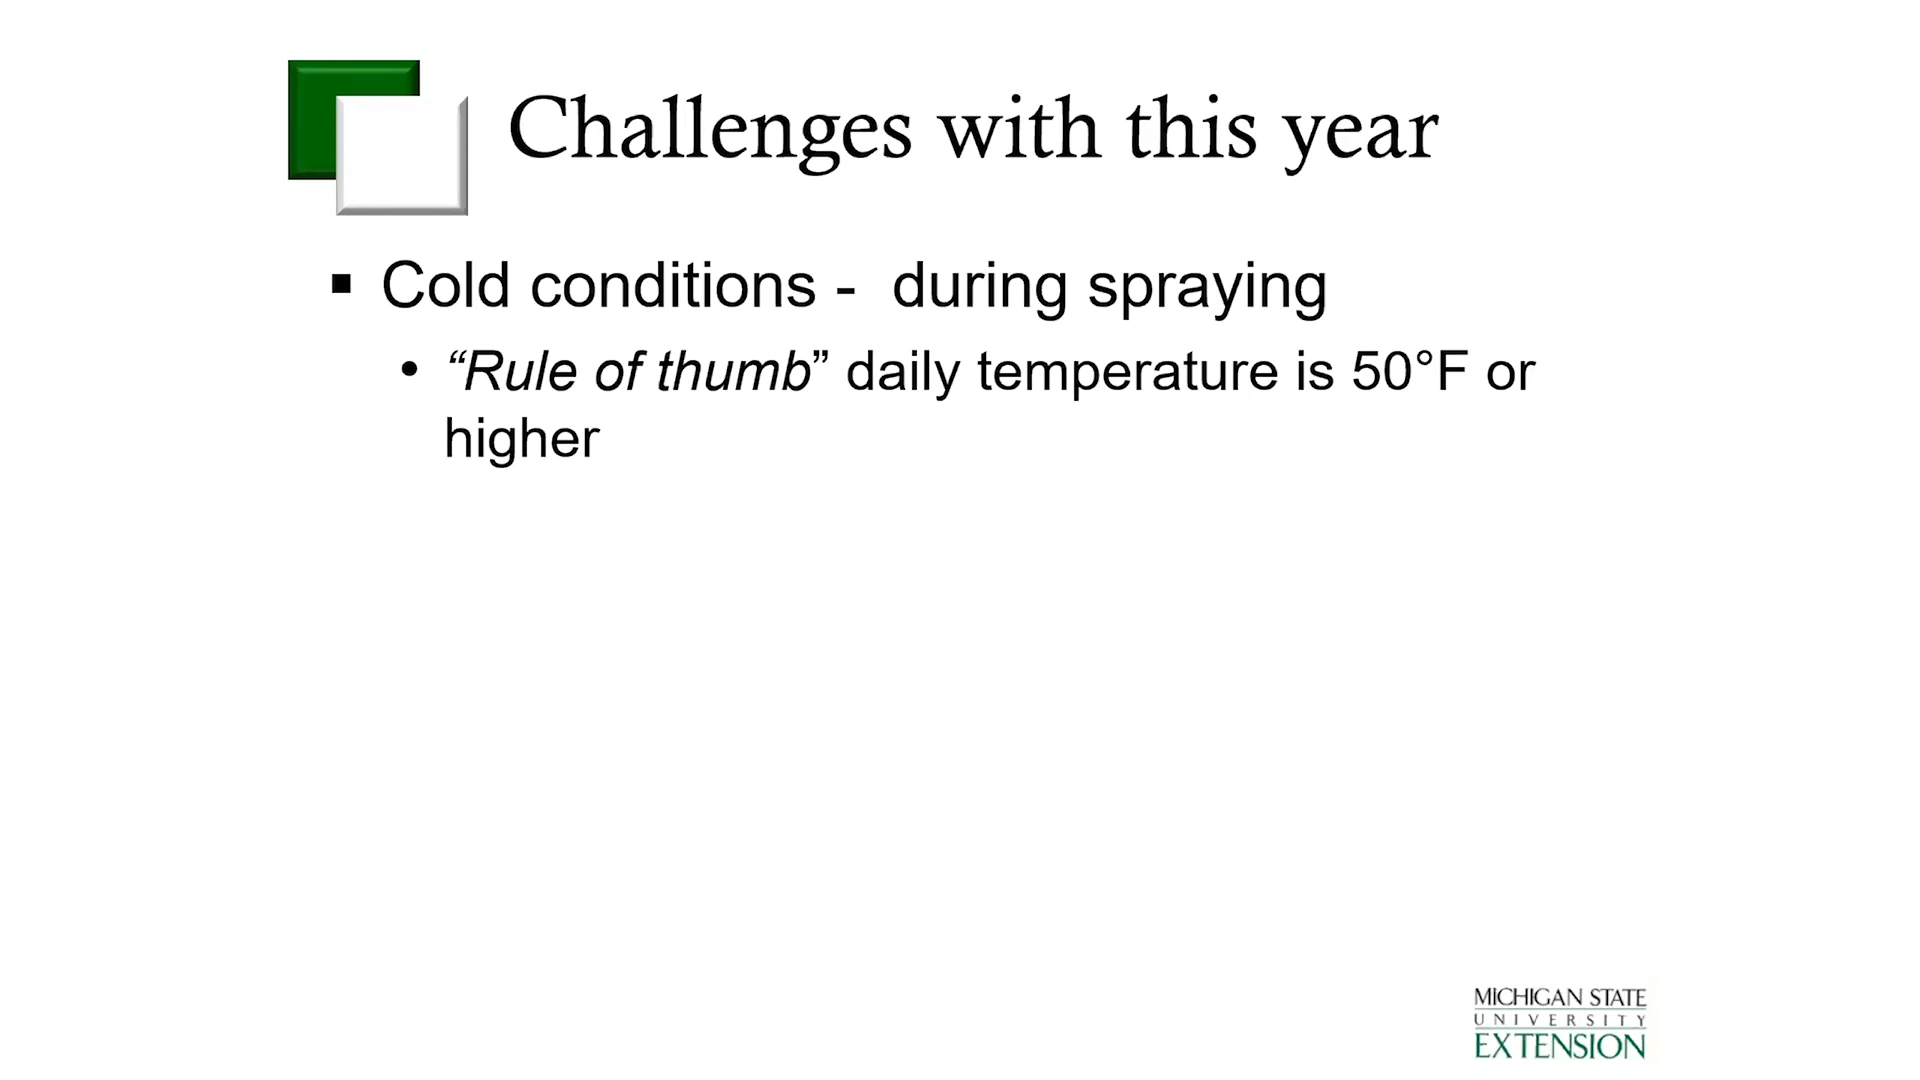 Challenges with this year
▪ Cold conditions -  during spraying
• “Rule of thumb” daily temperature is 50°F or
higher
MICHIGAN STATE
UNIVERSITY
EXTENSION